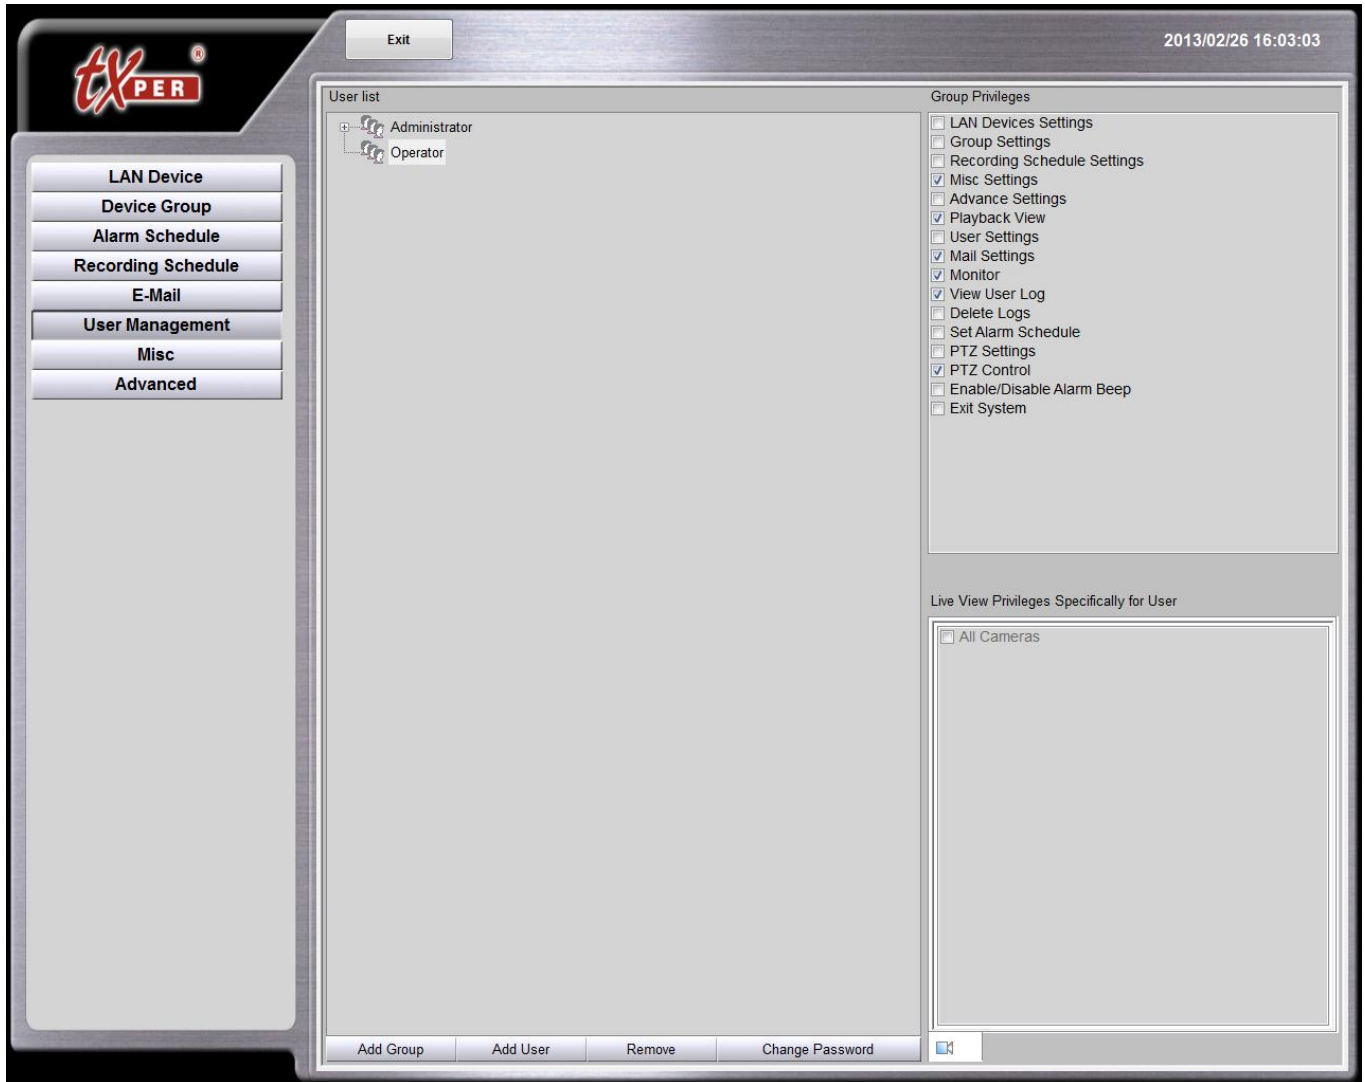 tXPER ®
Exit
2013/02/26 16:03:03
LAN Device
Device Group
Alarm Schedule
Recording Schedule
E-Mail
User Management
Misc
Advanced
User list
Administrator
Operator
Add Group
Add User
Remove
Change Password
Group Privileges
LAN Devices Settings
Group Settings
Recording Schedule Settings
Misc Settings
Advance Settings
Playback View
User Settings
Mail Settings
Monitor
View User Log
Delete Logs
Set Alarm Schedule
PTZ Settings
PTZ Control
Enable/Disable Alarm Beep
Exit System
Live View Privileges Specifically for User
All Cameras